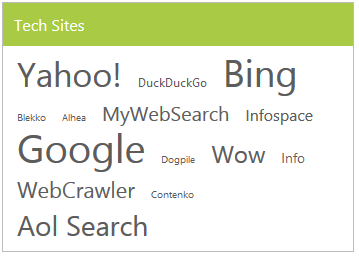 Tech Sites
Yahoo! DuckDuckGo Bing
Blekko Alhea MyWebSearch Infospace
Google Dogpile Wow Info
WebCrawler Contenko
Aol Search